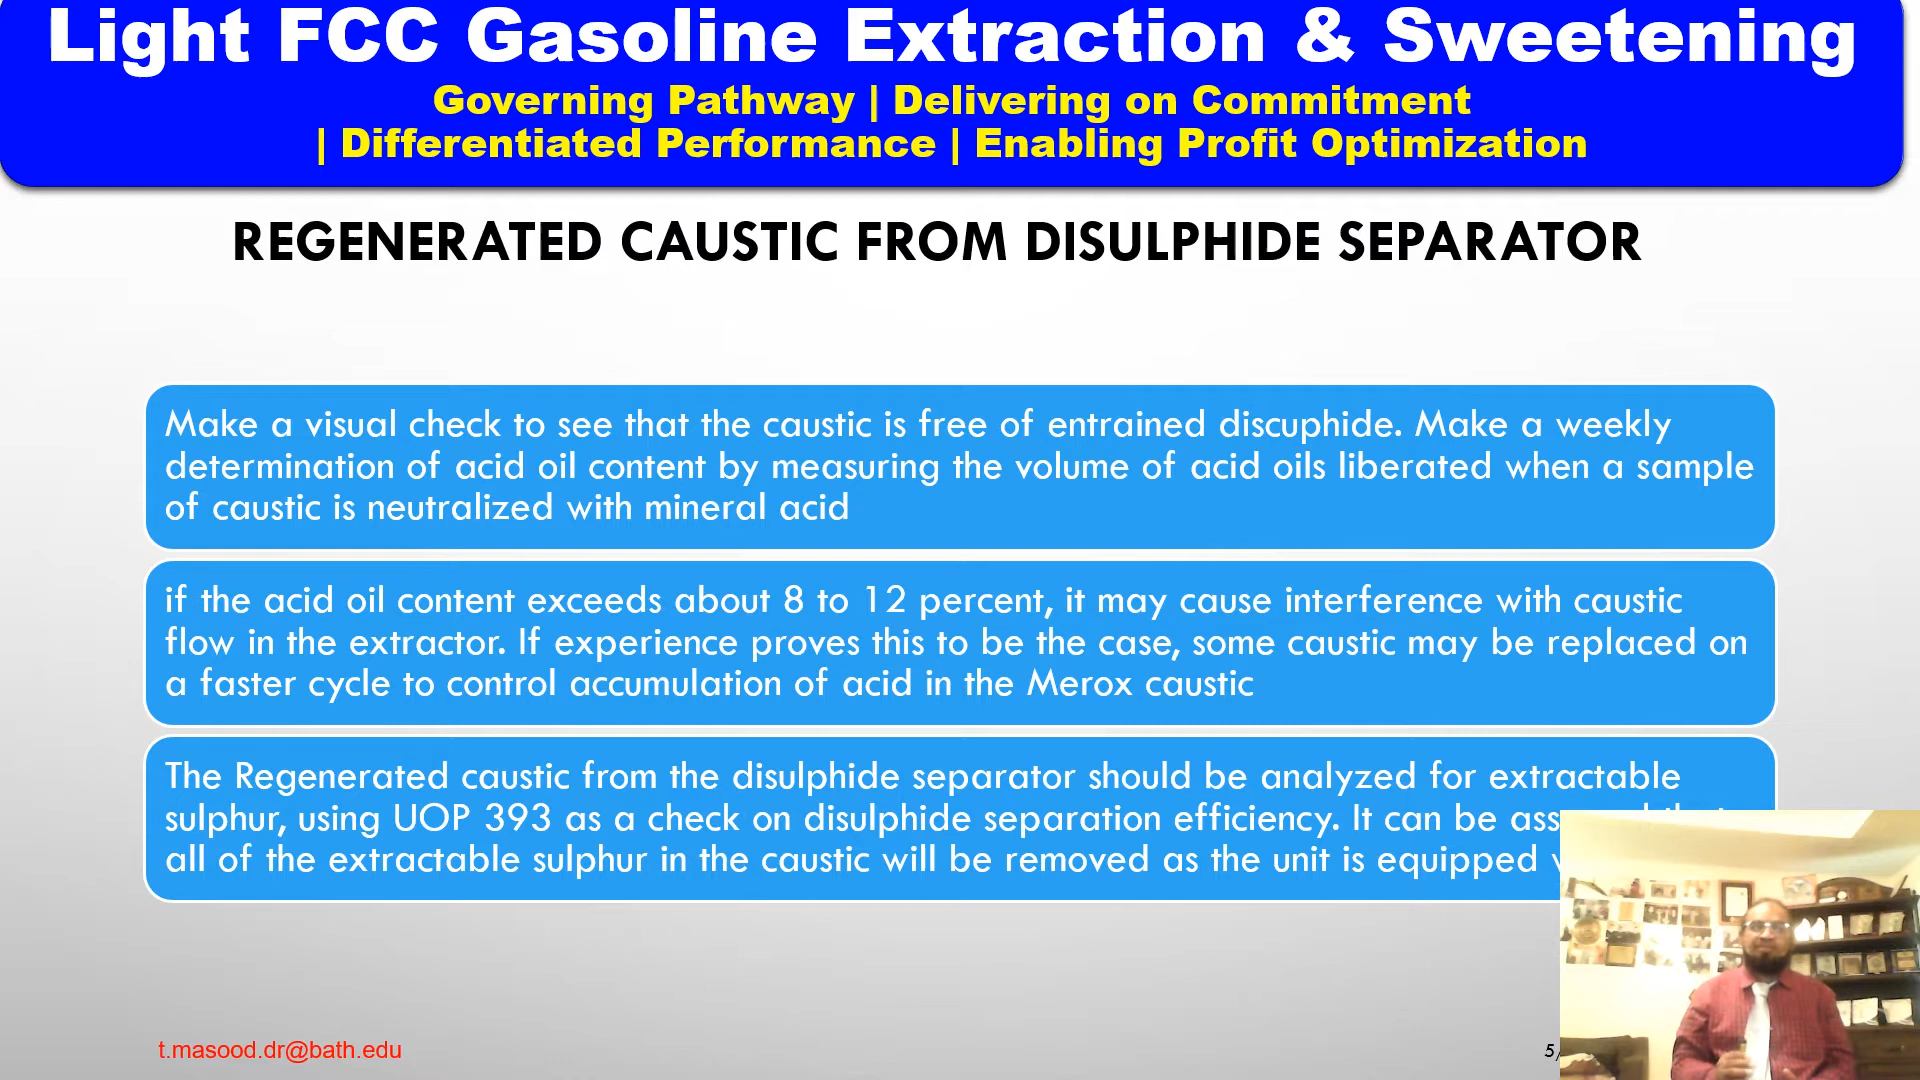 Light FCC Gasoline Extraction & Sweetening
Governing Pathway | Delivering on Commitment
| Differentiated Performance | Enabling Profit Optimization
REGENERATED CAUSTIC FROM DISULPHIDE SEPARATOR
Make a visual check to see that the caustic is free of entrained discuphide. Make a weekly
determination of acid oil content by measuring the volume of acid oils liberated when a sample
of caustic is neutralized with mineral acid
if the acid oil content exceeds about 8 to 12 percent, it may cause interference with caustic
flow in the extractor. If experience proves this to be the case, some caustic may be replaced on
a faster cycle to control accumulation of acid in the Merox caustic
The Regenerated caustic from the disulphide separator should be analyzed for extractable
sulphur, using UOP 393 as a check on disulphide separation efficiency. It can be
all of the extractable sulphur in the caustic will be removed as the unit is equipped
t.masood.dr@bath.edu
5/